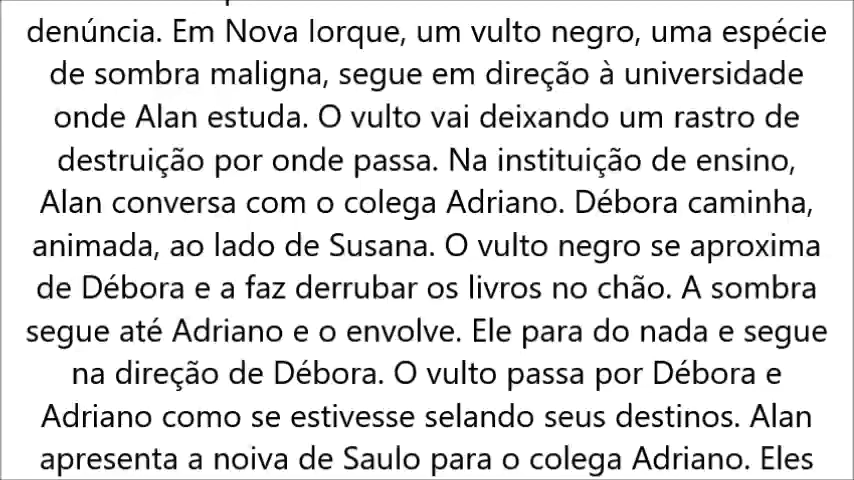 denúncia. Em Nova Iorque, um vulto negro, uma espécie
de sombra maligna, segue em direção à universidade
onde Alan estuda. O vulto vai deixando um rastro de
destruição por onde passa. Na instituição de ensino,
Alan conversa com o colega Adriano. Débora caminha,
animada, ao lado de Susana. O vulto negro se aproxima
de Débora e a faz derrubar os livros no chão. A sombra
segue até Adriano e o envolve. Ele para do nada e segue
na direção de Débora. O vulto passa por Débora e
Adriano como se estivesse selando seus destinos. Alan
apresenta a noiva de Saulo para o colega Adriano. Eles